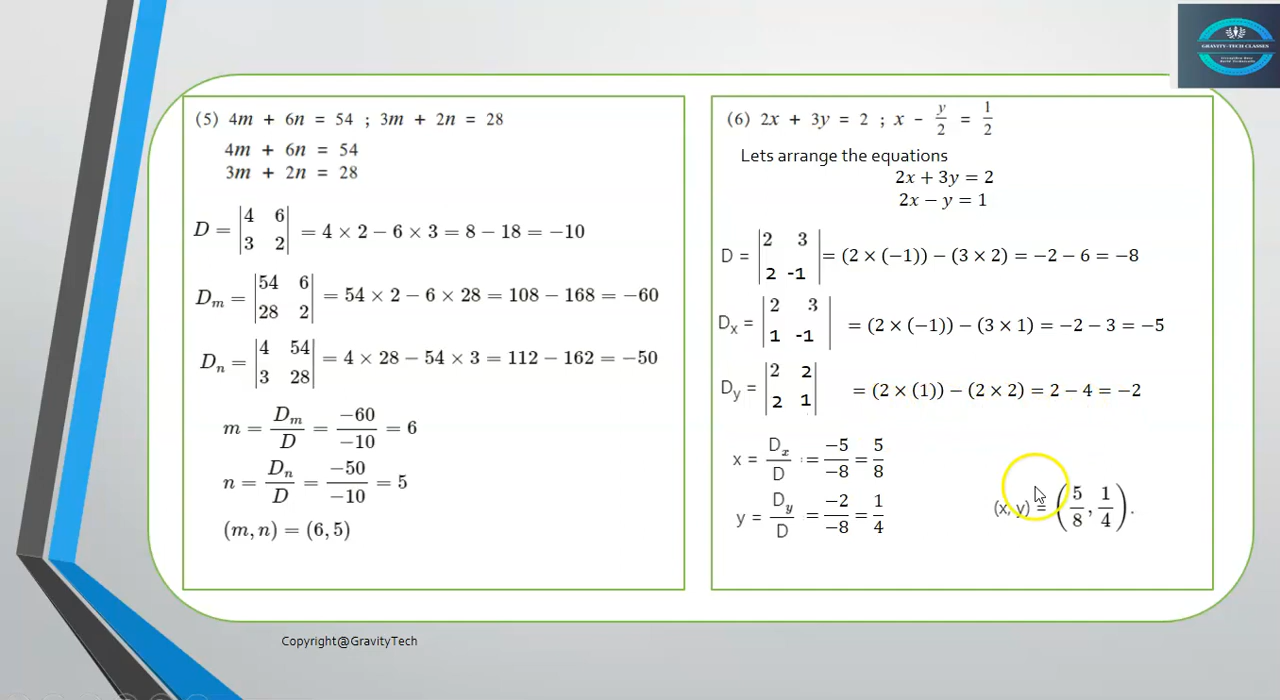 GRAVITY-TECH CLASSES
(5) 4m + 6n = 54 ; 3m + 2n = 28
4m + 6n = 54
3m + 2n = 28
D = |4 6|
|3 2| = 4 × 2 − 6 × 3 = 8 − 18 = −10
Dm = |54 6|
|28 2| = 54 × 2 − 6 × 28 = 108 − 168 = −60
Dn = |4 54|
|3 28| = 4 × 28 − 54 × 3 = 112 − 162 = −50
m = Dm/D = −60/−10 = 6
n = Dn/D = −50/−10 = 5
(m, n) = (6, 5)
(6) 2x + 3y = 2 ; x - y/2 = 1/2
Lets arrange the equations
2x + 3y = 2
2x − y = 1
D = |2 3|
|2 -1| = (2 × (−1)) − (3 × 2) = −2 − 6 = −8
Dx = |2 3|
|1 -1| = (2 × (−1)) − (3 × 1) = −2 − 3 = −5
Dy = |2 2|
|2 1| = (2 × (1)) − (2 × 2) = 2 − 4 = −2
x = Dx/D := −5/−8 = 5/8
y = Dy/D = −2/−8 = 1/4
(x, y) = (5/8, 1/4).
Copyright@GravityTech